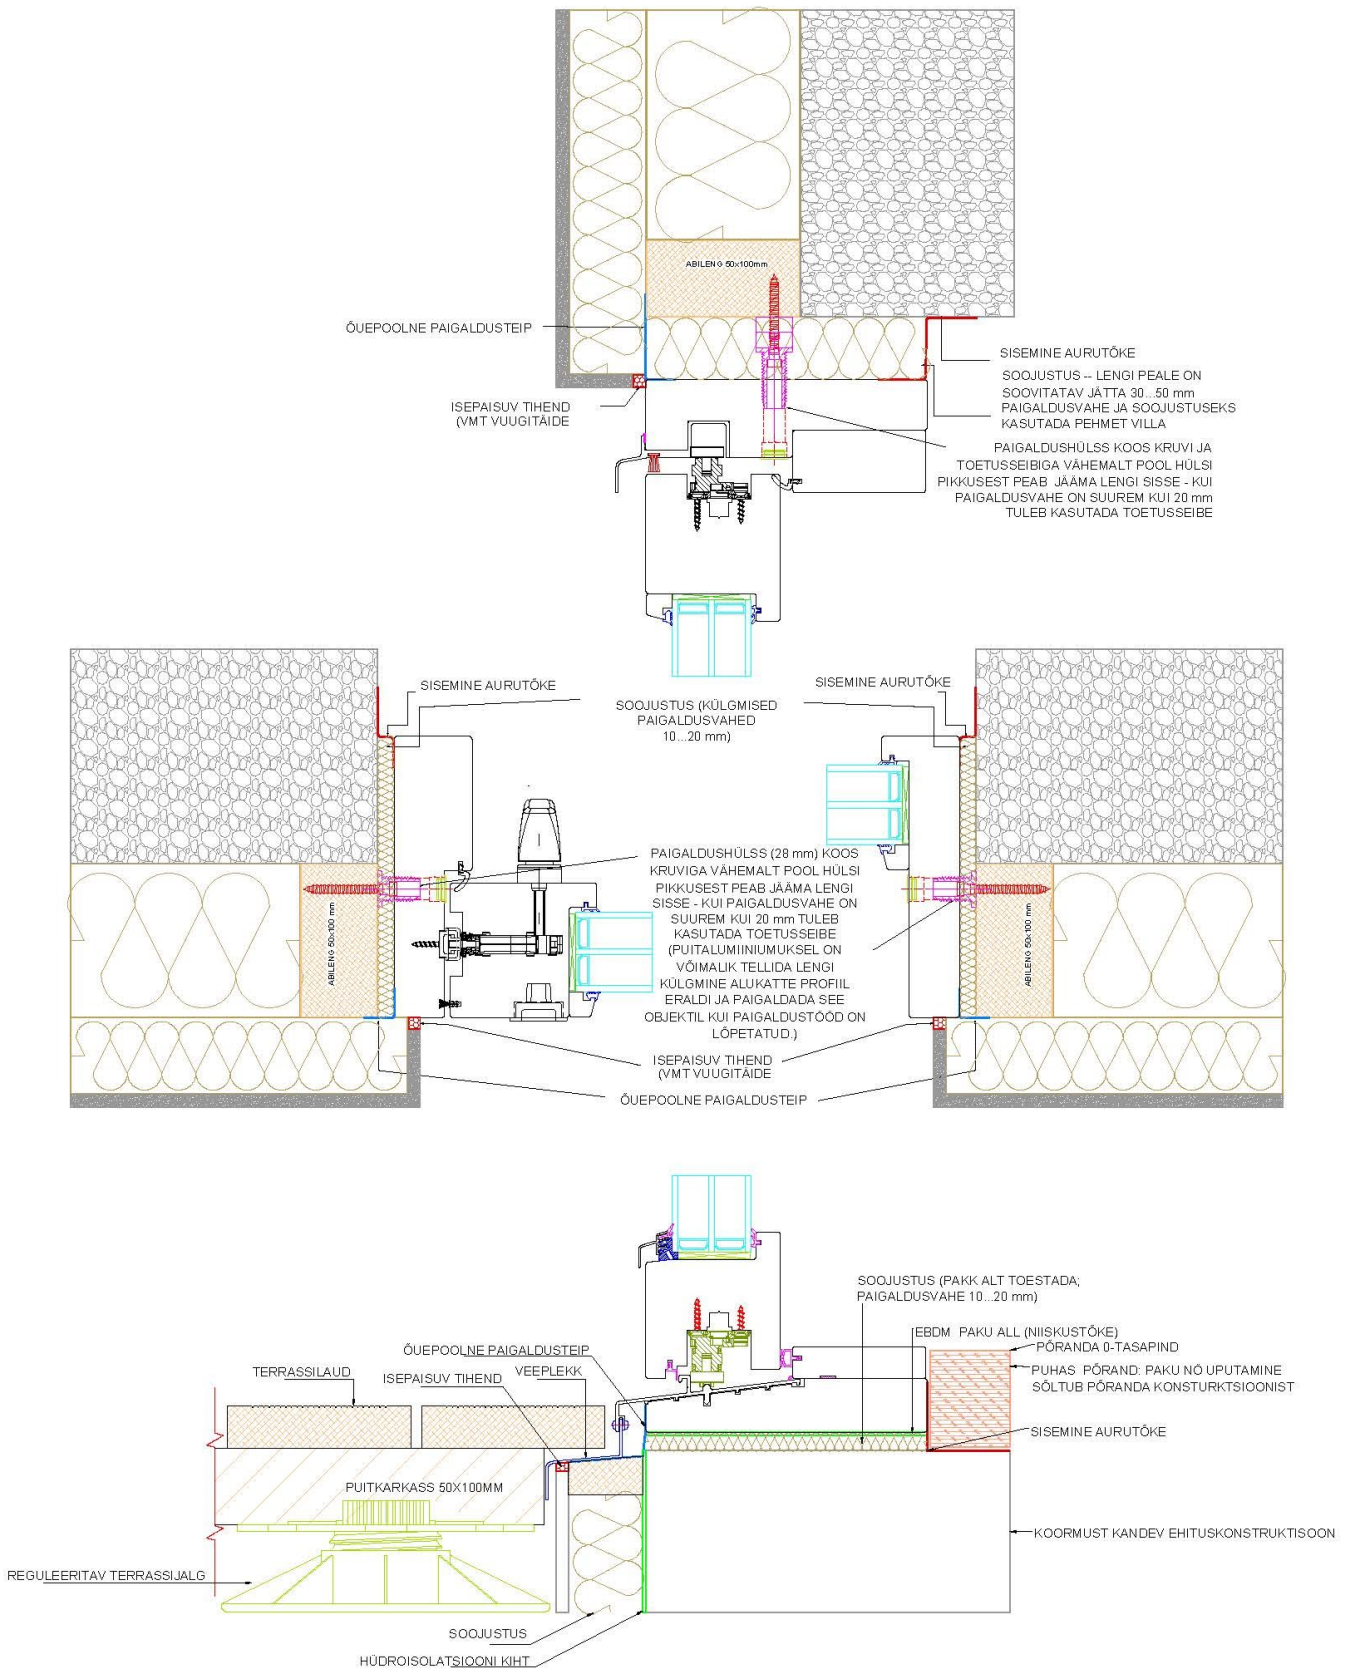 ABILENG 50x100mm
ÕUEPOOLNE PAIGALDUSTEIP
SISEMINE AURUTÕKE
SOOJUSTUS -- LENGI PEALE ON
SOOVITATAV JÄTTA 30...50 mm
PAIGALDUSVAHE JA SOOJUSTUSEKS
KASUTADA PEHMET VILLA
ISEPAISUV TIHEND
(VMT VUUGITÄIDE
PAIGALDUSHÜLSS KOOS KRUVI JA
TOETUSSEIBIGA VÄHEMALT POOL HÜLSI
PIKKUSEST PEAB JÄÄMA LENGI SISSE - KUI
PAIGALDUSVAHE ON SUUREM KUI 20 mm
TULEB KASUTADA TOETUSSEIBE
SISEMINE AURUTÕKE
SISEMINE AURUTÕKE
SOOJUSTUS (KÜLGMISED
PAIGALDUSVAHED
10...20 mm)
PAIGALDUSHÜLSS (28 mm) KOOS
KRUVIGA VÄHEMALT POOL HÜLSI
PIKKUSEST PEAB JÄÄMA LENGI
SISSE - KUI PAIGALDUSVAHE ON
SUUREM KUI 20 mm TULEB
KASUTADA TOETUSSEIBE
(PUITALUMIINIUMUKSEL ON
VÕIMALIK TELLIDA LENGI
KÜLGMINE ALUKATTE PROFIIL
ERALDI JA PAIGALDADA SEE
OBJEKTIL KUI PAIGALDUSTÖÖD ON
LÕPETATUD.)
ABILENG 50x100 mm
ABILENG 50x100 mm
ISEPAISUV TIHEND
(VMT VUUGITÄIDE
ÕUEPOOLNE PAIGALDUSTEIP
SOOJUSTUS (PAKK ALT TOESTADA;
PAIGALDUSVAHE 10...20 mm)
EBDM PAKU ALL (NIISKUSTÕKE)
PÕRANDA 0-TASAPIND
PUHAS PÕRAND: PAKU NÖ UPUTAMINE
SÕLTUB PÕRANDA KONSTURKTSIOONIST
ÕUEPOOLNE PAIGALDUSTEIP
TERRASSILAUD
VEEPLEKK
ISEPAISUV TIHEND
SISEMINE AURUTÕKE
PUITKARKASS 50X100MM
KOORMUST KANDEV EHITUSKONSTRUKTISOON
REGULEERITAV TERRASSIJALG
SOOJUSTUS
HÜDROISOLATSIOONI KIHT